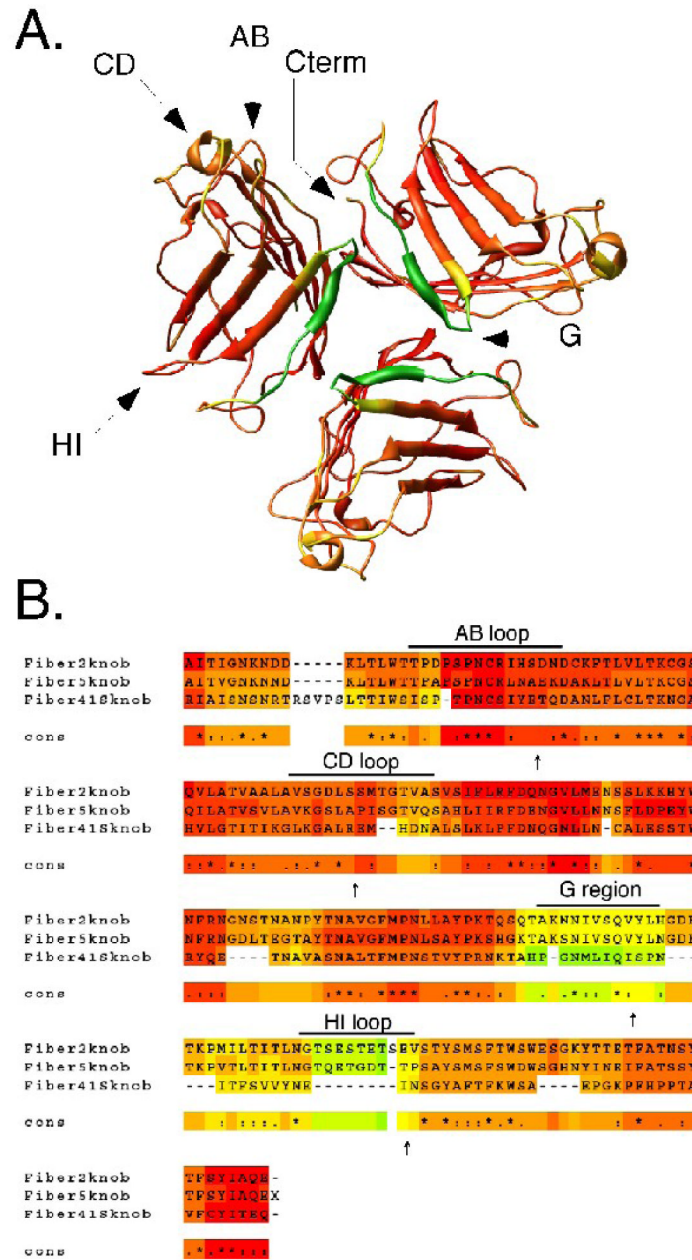 A.
AB
CD
Cterm
G
HI
B.
AB loop
Fiber2knob AITIGNKNDD-----KLTLWTTPDPSPNCRIHSDNDCKFTLVLTKCGS
Fiber5knob AITVGNKNND-----KLTLWTTPAPSPNCRLNAEKDAKLTLVLTKCGS
Fiber41Sknob RIAISNSNRTRSVPSLTTIWSISP-TPNCSIYETQDANLFLCLTKNGA
cons
CD loop
Fiber2knob QVLATVAALAVSGDLSSMTGTVASVSIFLRFDQNGVLMENSSLKKHYW
Fiber5knob QILATVSVLAVKGSLAPISGTVQSAHLIIRFDENGVLLNNSFLDPEYW
Fiber41Sknob HVLGTITIKGLKGALREM--HDNALSLKLPFDNQGNLLN-CALESSTW
cons
G region
Fiber2knob NFRNGNSTNANPYTNAVGFMPNLLAYPKTQSQTAKNNIVSQVYLHGDK
Fiber5knob NFRNGDLTEGTAYTNAVGFMPNLSAYPKSHGKTAKSNIVSQVYLNGDK
Fiber41Sknob RYQE----TNAVASNALTFMPNSTVYPRNKTAHP-GNMLIQISPN---
cons
HI loop
Fiber2knob TKPMILTITLNGTSESTETSEVSTYSMSFTWSWESGKYTTETFATNSY
Fiber5knob TKPVTLTITLNGTQETGDT-TPSAYSMSFSWDWSGHNYINEIFATSSY
Fiber41Sknob ----ITFSVVYNE-------INSGYAFTFKWSA----EPGKPFHPPTA
cons
Fiber2knob TFSYIAQE-
Fiber5knob TFSYIAQEX
Fiber41Sknob VFCYITEQ-
cons